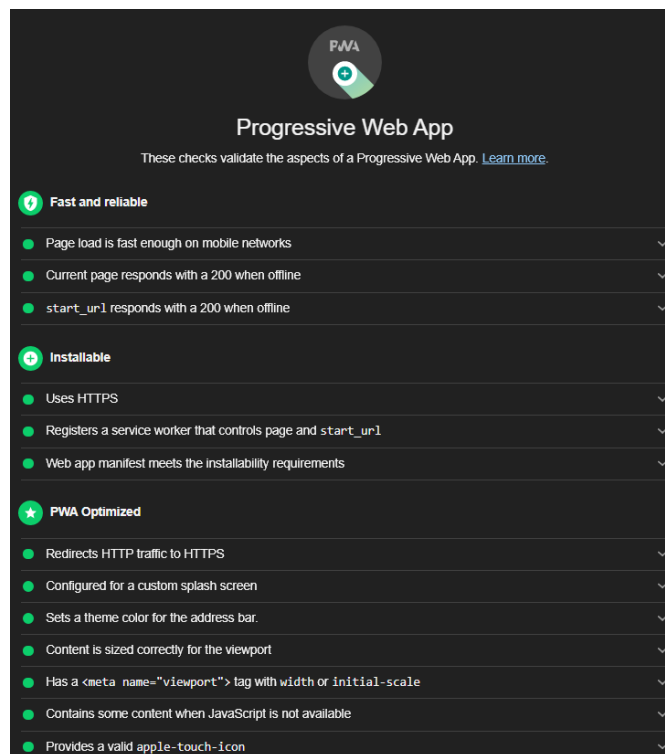 PWA
Progressive Web App
These checks validate the aspects of a Progressive Web App. Learn more.
Fast and reliable
Page load is fast enough on mobile networks
Current page responds with a 200 when offline
start_url responds with a 200 when offline
Installable
Uses HTTPS
Registers a service worker that controls page and start_url
Web app manifest meets the installability requirements
PWA Optimized
Redirects HTTP traffic to HTTPS
Configured for a custom splash screen
Sets a theme color for the address bar.
Content is sized correctly for the viewport
Has a <meta name="viewport"> tag with width or initial-scale
Contains some content when JavaScript is not available
Provides a valid apple-touch-icon